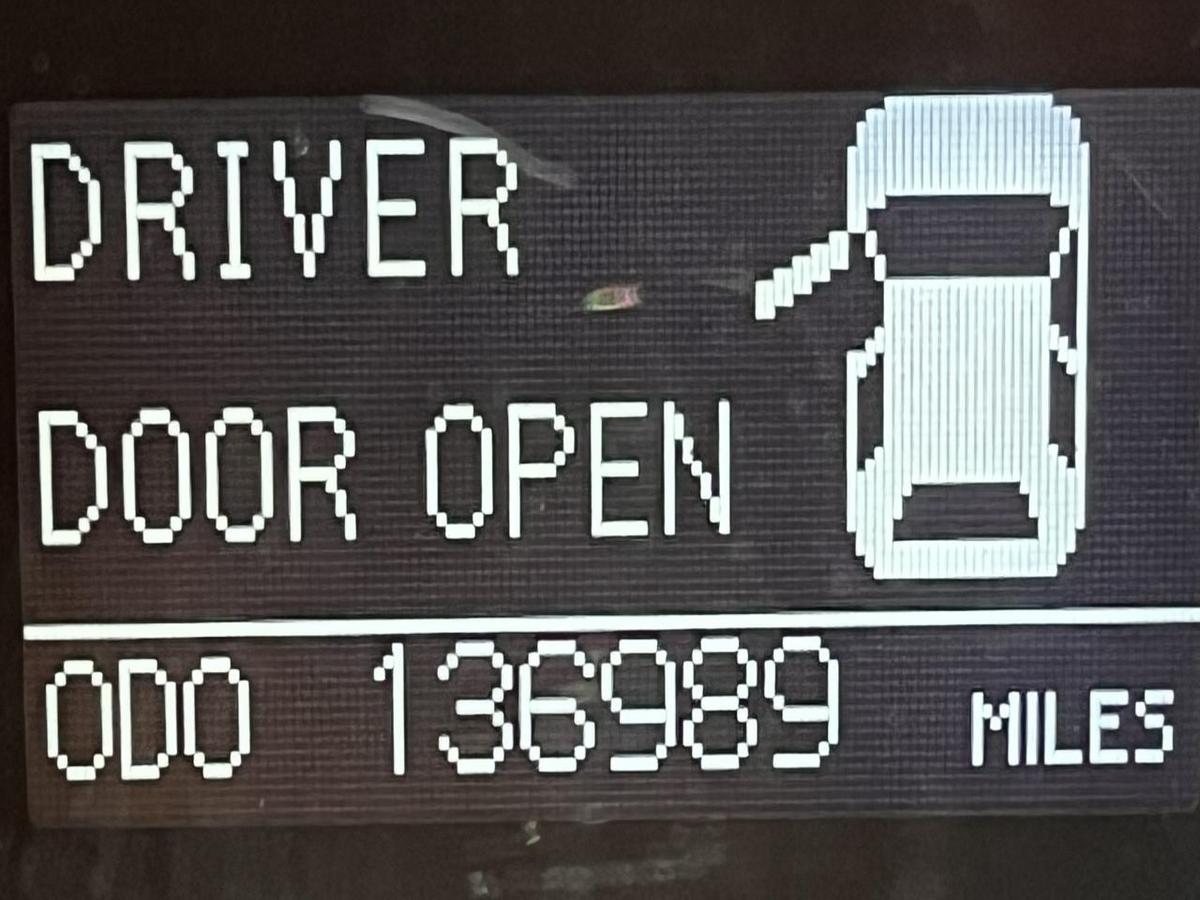 DRIVER
DOOR OPEN
ODO 136989 MILES